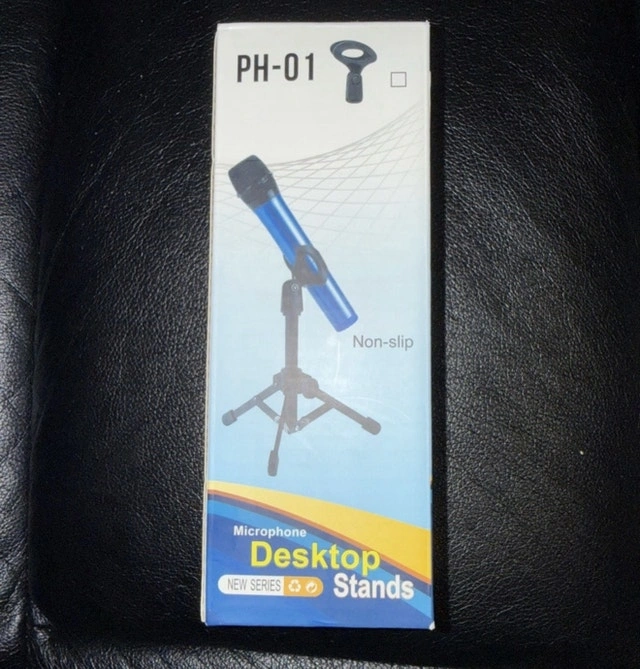 PH-01
Non-slip
Microphone
Desktop
NEW SERIES
Stands